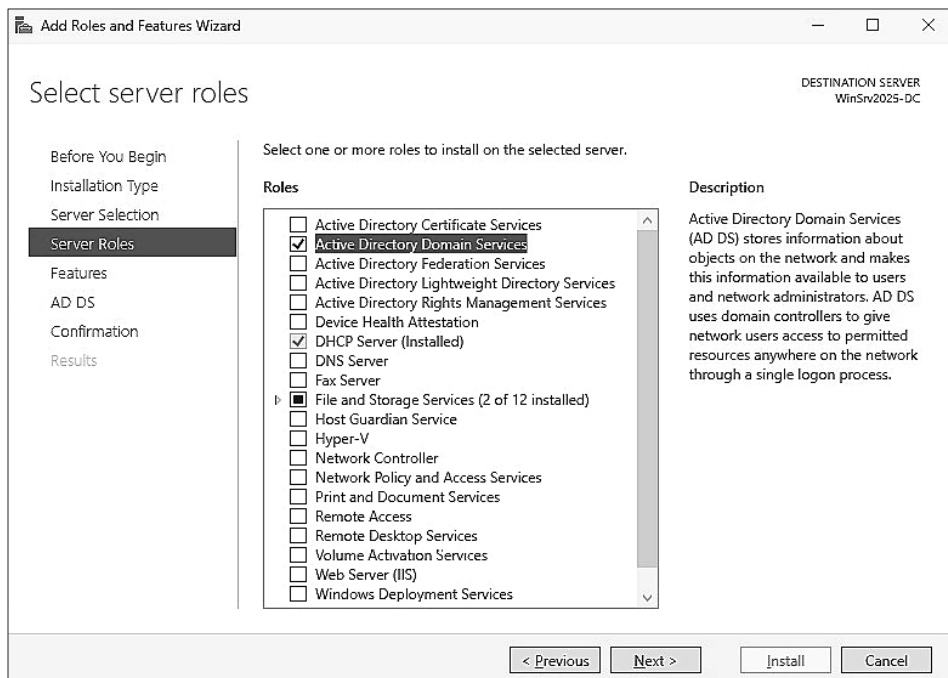 Add Roles and Features Wizard
Select server roles
DESTINATION SERVER
WinSrv2025-DC
Before You Begin
Installation Type
Server Selection
Server Roles
Features
AD DS
Confirmation
Results
Select one or more roles to install on the selected server.
Roles
Active Directory Certificate Services
Active Directory Domain Services
Active Directory Federation Services
Active Directory Lightweight Directory Services
Active Directory Rights Management Services
Device Health Attestation
DHCP Server (Installed)
DNS Server
Fax Server
File and Storage Services (2 of 12 installed)
Host Guardian Service
Hyper-V
Network Controller
Network Policy and Access Services
Print and Document Services
Remote Access
Remote Desktop Services
Volume Activation Services
Web Server (IIS)
Windows Deployment Services
Description
Active Directory Domain Services
(AD DS) stores information about
objects on the network and makes
this information available to users
and network administrators. AD DS
uses domain controllers to give
network users access to permitted
resources anywhere on the network
through a single logon process.
< Previous
Next >
Install
Cancel